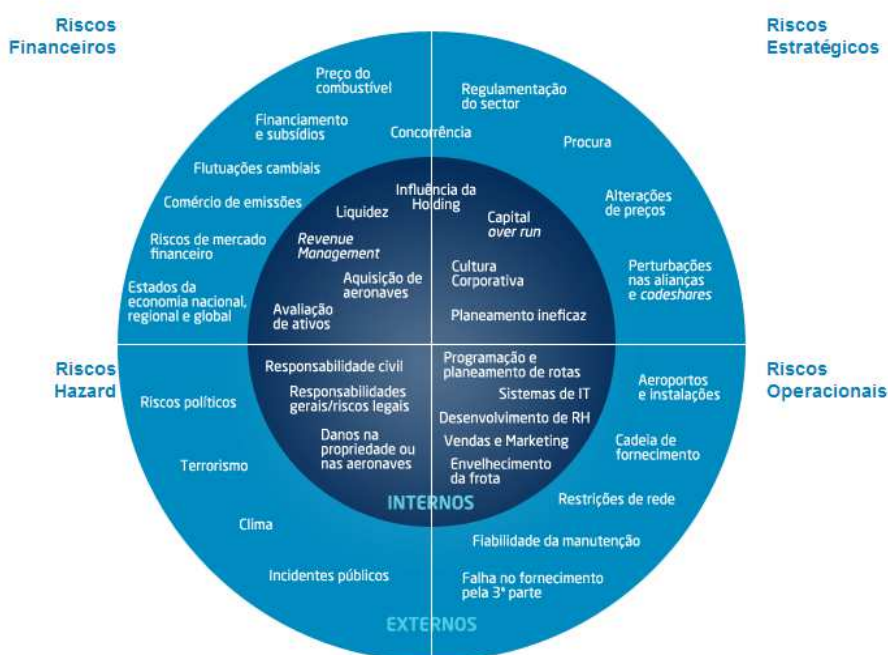 Riscos
Financeiros
Riscos
Estratégicos
Preço do
combustível
Financiamento
e subsídios
Concorrência
Flutuações cambiais
Comércio de emissões
Riscos de mercado
financeiro
Estados da
economia nacional,
regional e global
Influência da
Holding
Liquidez
Revenue
Management
Aquisição de
aeronaves
Avaliação
de ativos
Regulamentação
do sector
Procura
Alterações
de preços
Perturbações
nas alianças
e codeshares
Capital
over run
Cultura
Corporativa
Planeamento ineficaz
Riscos
Hazard
Riscos
Operacionais
Responsabilidade civil
Responsabilidades
gerais/riscos legais
Danos na
propriedade ou
nas aeronaves
Riscos políticos
Terrorismo
Clima
Incidentes públicos
Programação e
planeamento de rotas
Sistemas de IT
Desenvolvimento de RH
Vendas e Marketing
Envelhecimento
da frota
Aeroportos
e instalações
Cadeia de
fornecimento
Restrições de rede
Fiabilidade da manutenção
Falha no fornecimento
pela 3ª parte
INTERNOS
EXTERNOS